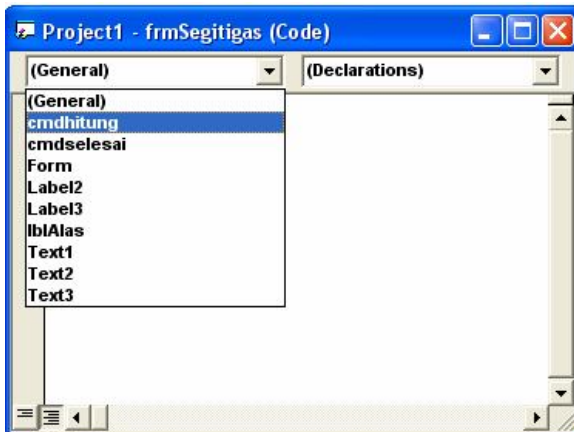 Project1 - frmSegitigas (Code)
(General) (Declarations)
(General)
cmdhitung
cmdselesai
Form
Label2
Label3
lblAlas
Text1
Text2
Text3